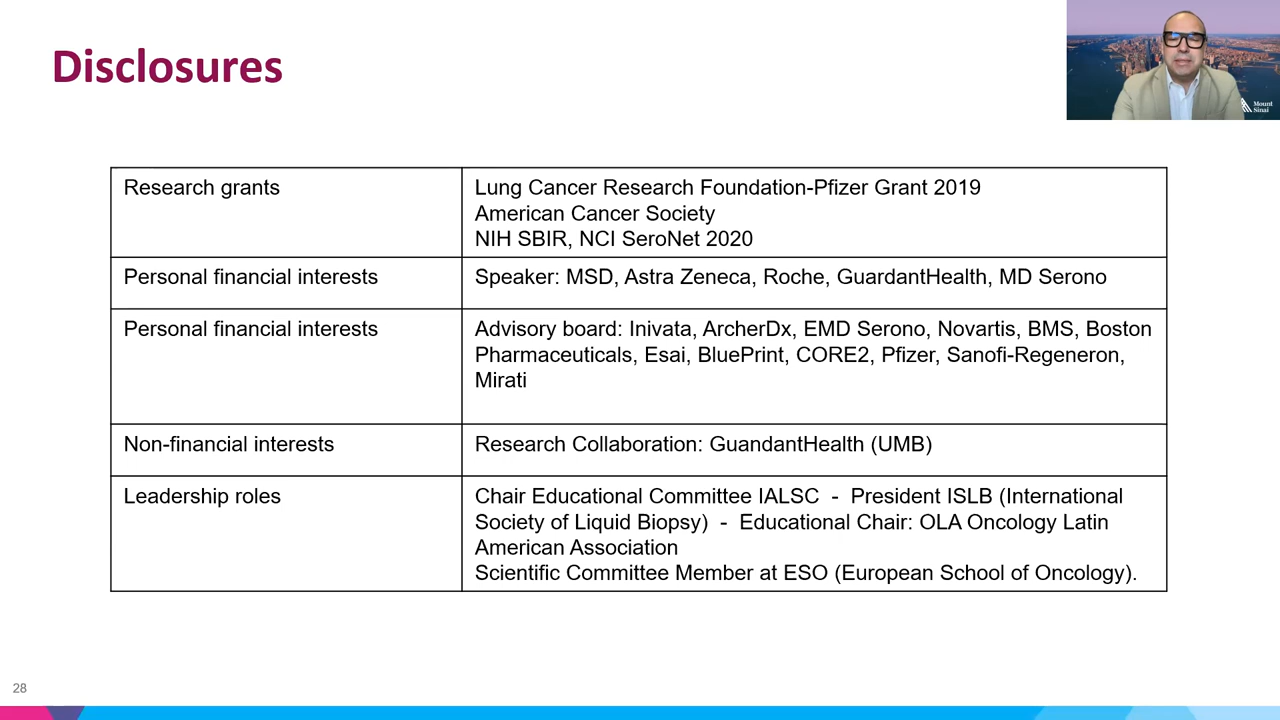 Disclosures
Mount
Sinai
Research grants
Lung Cancer Research Foundation-Pfizer Grant 2019
American Cancer Society
NIH SBIR, NCI SeroNet 2020
Personal financial interests
Speaker: MSD, Astra Zeneca, Roche, GuardantHealth, MD Serono
Personal financial interests
Advisory board: Inivata, ArcherDx, EMD Serono, Novartis, BMS, Boston
Pharmaceuticals, Esai, BluePrint, CORE2, Pfizer, Sanofi-Regeneron,
Mirati
Non-financial interests
Research Collaboration: GuandantHealth (UMB)
Leadership roles
Chair Educational Committee IALSC - President ISLB (International
Society of Liquid Biopsy) - Educational Chair: OLA Oncology Latin
American Association
Scientific Committee Member at ESO (European School of Oncology).
28